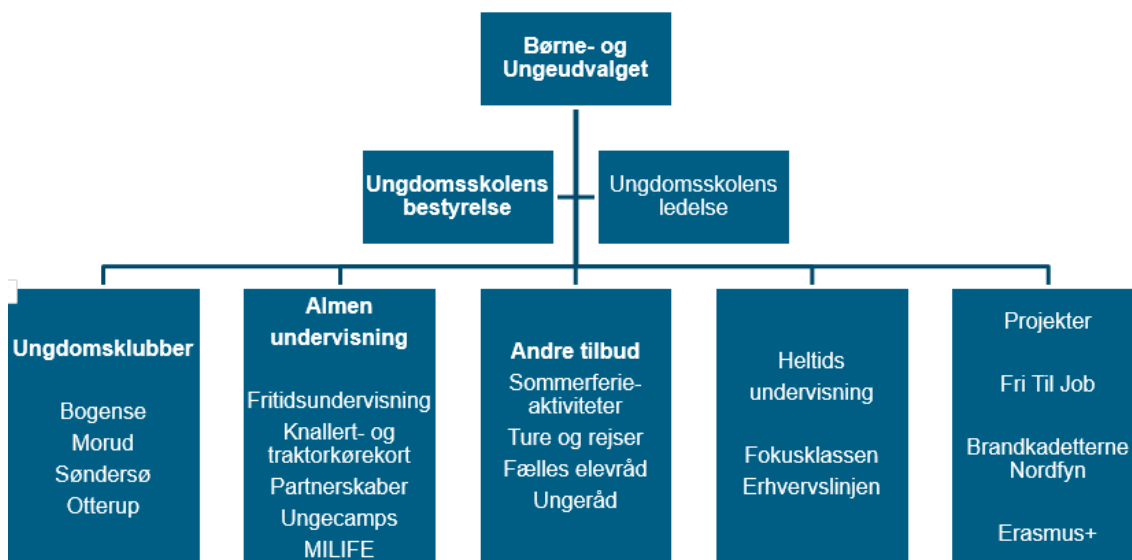 Børne- og
Ungeudvalget
Ungdomsskolens
bestyrelse
Ungdomsskolens
ledelse
Ungdomsklubber
Bogense
Morud
Søndersø
Otterup
Almen
undervisning
Fritidsundervisning
Knallert- og
traktorkørekort
Partnerskaber
Ungecamps
MILIFE
Andre tilbud
Sommerferie-
aktiviteter
Ture og rejser
Fælles elevråd
Ungeråd
Heltids
undervisning
Fokusklassen
Erhvervslinjen
Projekter
Fri Til Job
Brandkadetterne
Nordfyn
Erasmus+